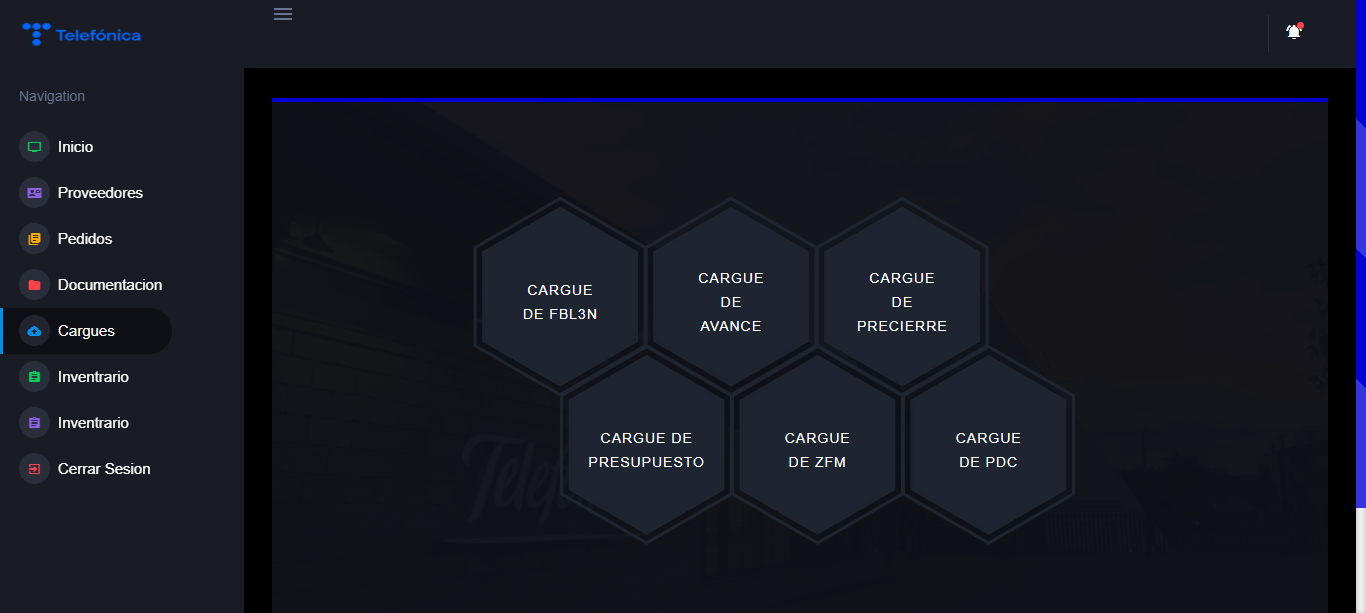 Telefónica
Navigation
Inicio
Proveedores
Pedidos
Documentacion
Cargues
Inventrario
Inventrario
Cerrar Sesion
CARGUE
DE FBL3N
CARGUE
DE
AVANCE
CARGUE
DE
PRECIERRE
CARGUE DE
PRESUPUESTO
CARGUE
DE ZFM
CARGUE
DE PDC